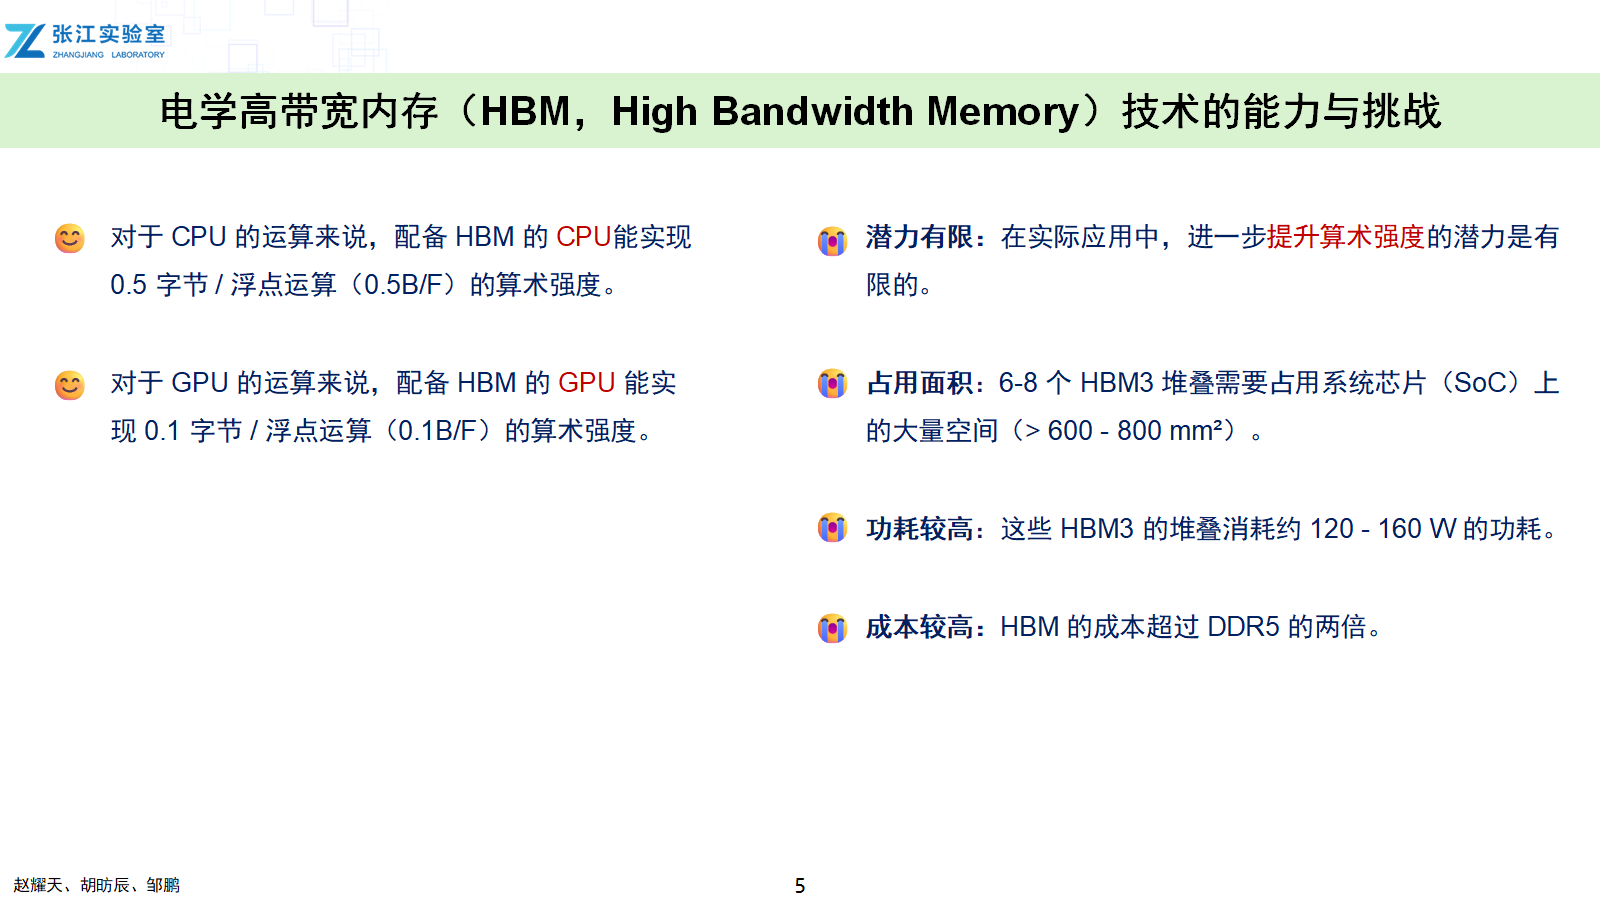 张江实验室
ZHANGJIANG LABORATORY
电学高带宽内存（HBM，High Bandwidth Memory）技术的能力与挑战
对于 CPU 的运算来说，配备 HBM 的 CPU能实现
0.5 字节 / 浮点运算（0.5B/F）的算术强度。
对于 GPU 的运算来说，配备 HBM 的 GPU 能实
现 0.1 字节 / 浮点运算（0.1B/F）的算术强度。
潜力有限：在实际应用中，进一步提升算术强度的潜力是有
限的。
占用面积：6-8 个 HBM3 堆叠需要占用系统芯片（SoC）上
的大量空间（> 600 - 800 mm²）。
功耗较高：这些 HBM3 的堆叠消耗约 120 - 160 W 的功耗。
成本较高：HBM 的成本超过 DDR5 的两倍。
赵耀天、胡昉辰、邹鹏
5